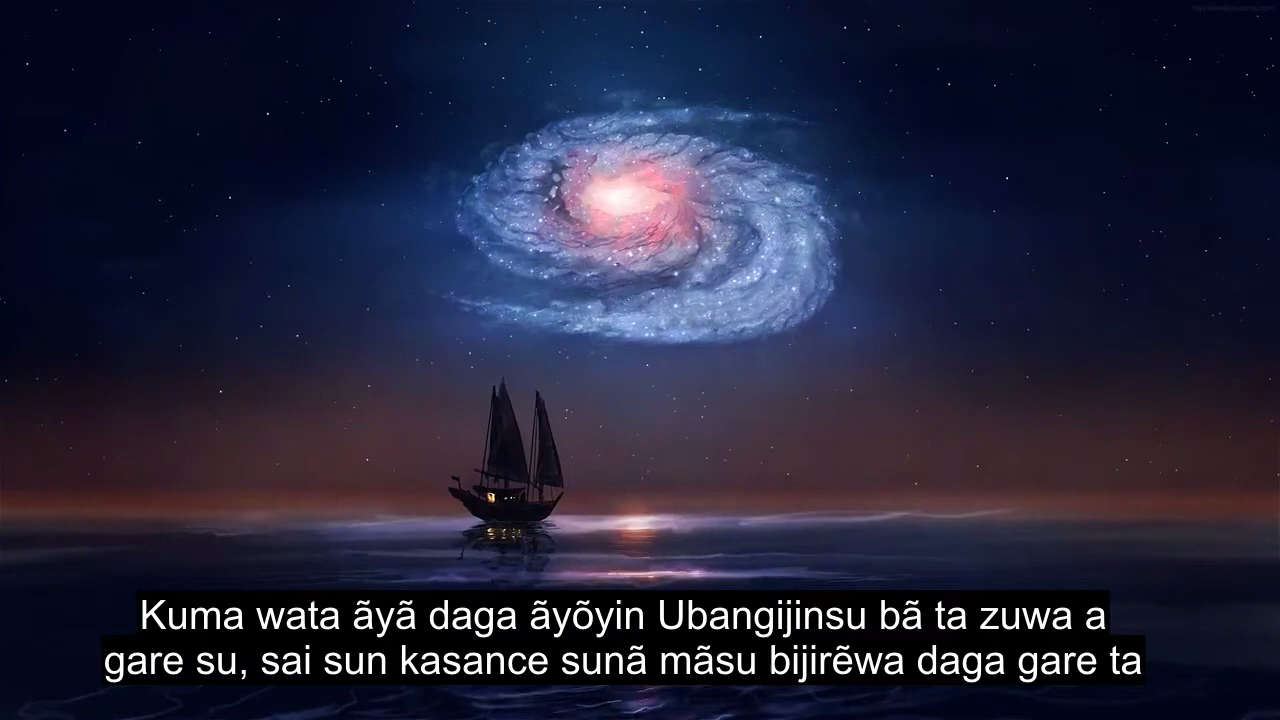 Kuma wata ãyã daga ãyõyin Ubangijinsu bã ta zuwa a
gare su, sai sun kasance sunã mãsu bijirẽwa daga gare ta